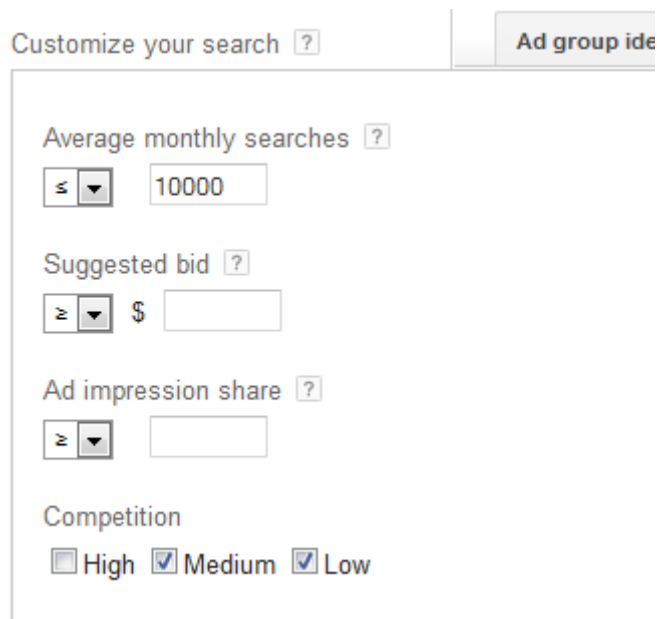 Customize your search ?
Ad group ide
Average monthly searches ?
≤ 10000
Suggested bid ?
≥ $
Ad impression share ?
≥
Competition
High Medium Low